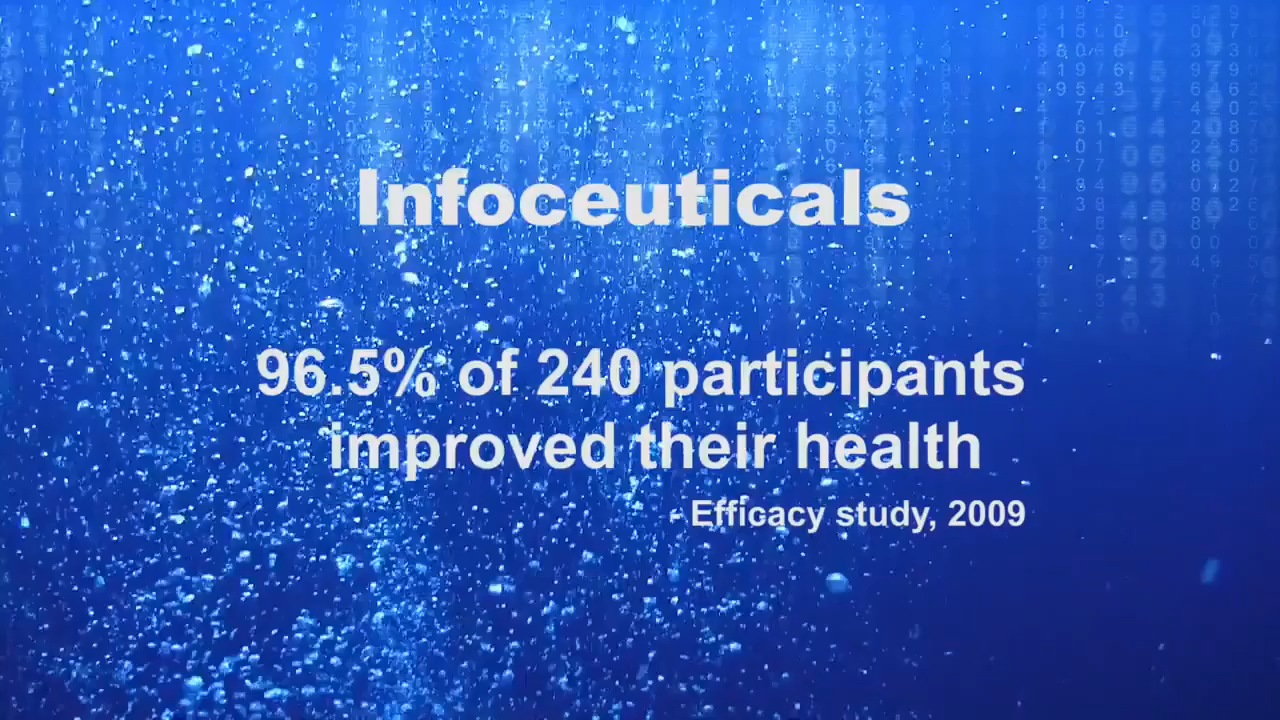 Infoceuticals
96.5% of 240 participants
improved their health
- Efficacy study, 2009